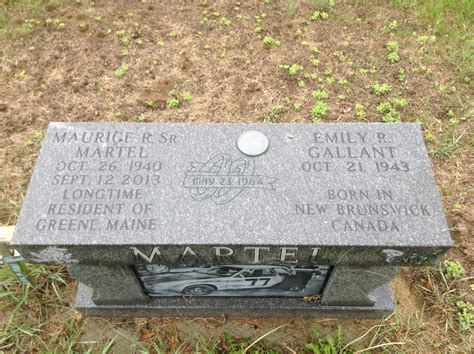 MAURICE R. SR
MARTEL
OCT. 26 1940
SEPT. 12 2013
LONGTIME
RESIDENT OF
GREENE, MAINE
MAY 23 1964
EMILY R.
GALLANT
OCT. 21 1943
BORN IN
NEW BRUNSWICK
CANADA
MARTEL
77